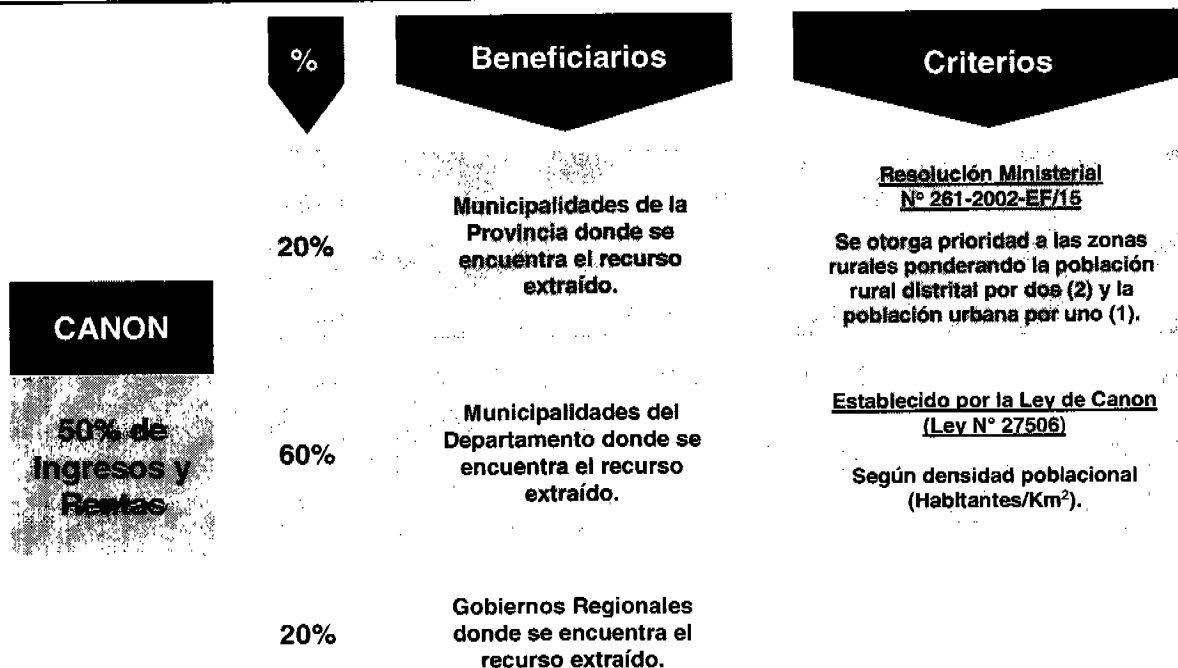 %
Beneficiarios
Criterios
CANON
50% de
Ingresos y
Rentas
20%
Municipalidades de la
Provincia donde se
encuentra el recurso
extraído.
Resolución Ministerial
Nº 261-2002-EF/15
Se otorga prioridad a las zonas
rurales ponderando la población
rural distrital por dos (2) y la
población urbana por uno (1).
60%
Municipalidades del
Departamento donde se
encuentra el recurso
extraído.
Establecido por la Ley de Canon
(Ley N° 27506)
Según densidad poblacional
(Habitantes/Km²).
20%
Gobiernos Regionales
donde se encuentra el
recurso extraído.